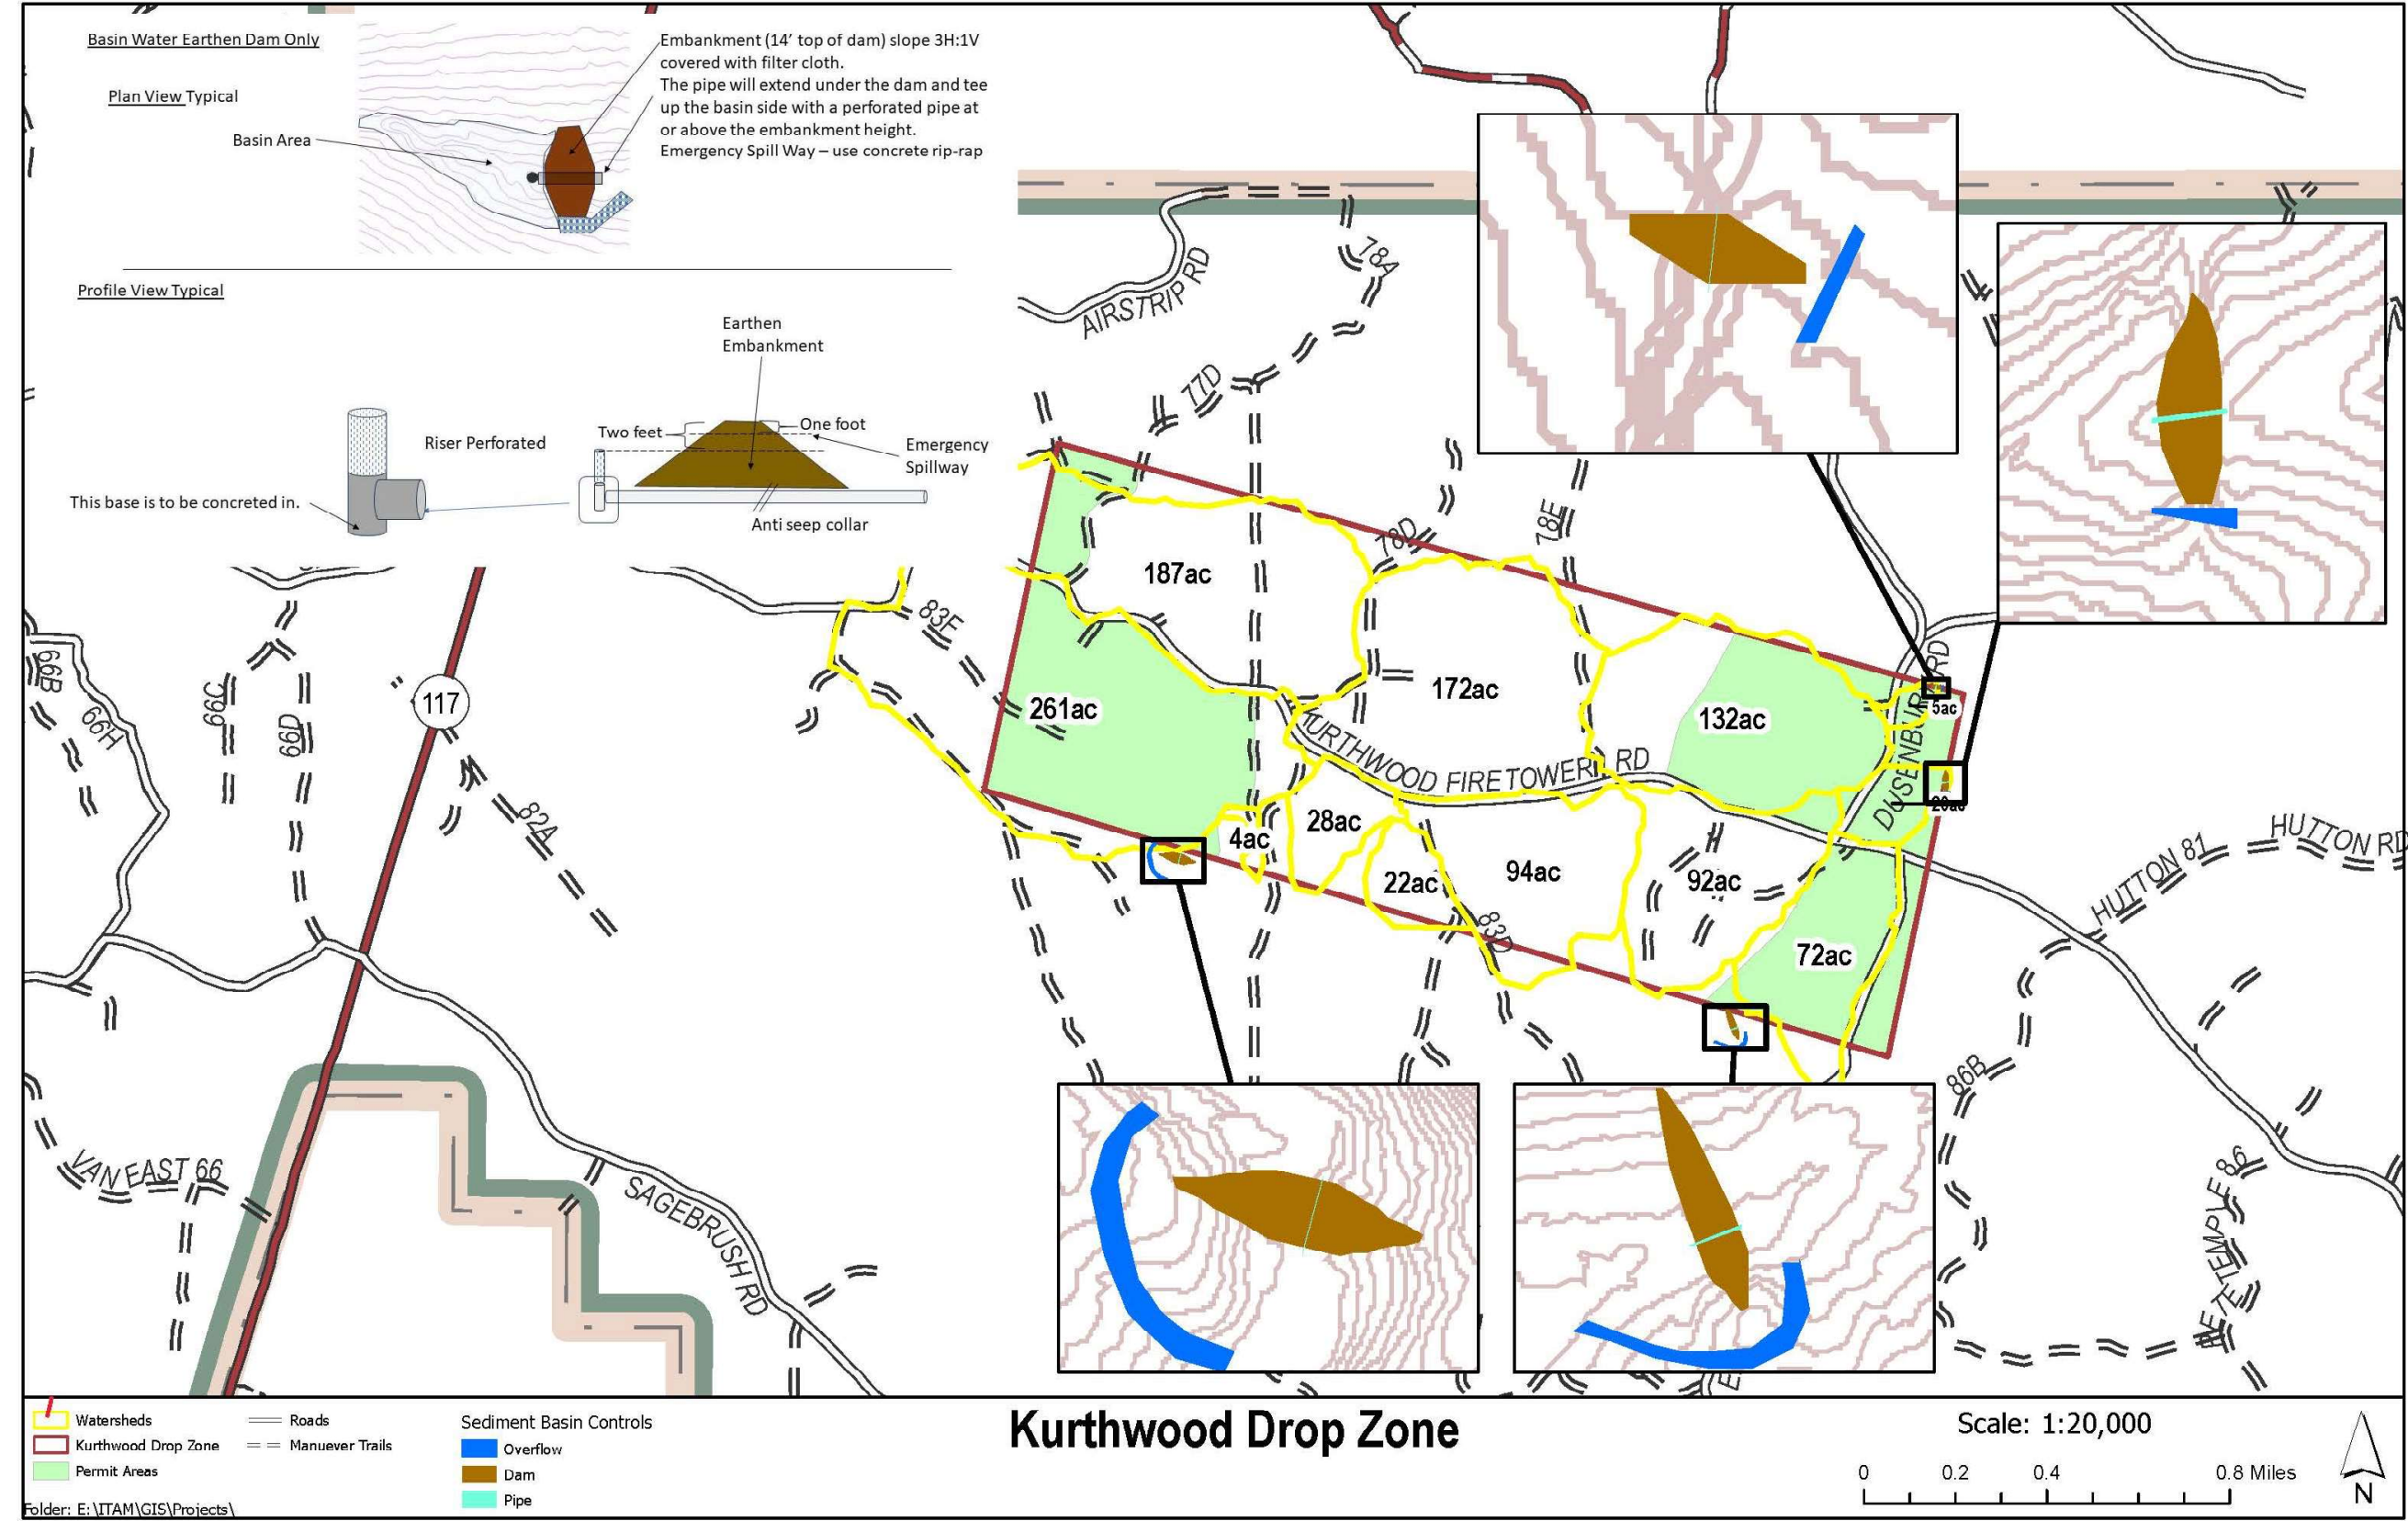 Basin Water Earthen Dam Only
Plan View Typical
Basin Area
Embankment (14’ top of dam) slope 3H:1V
covered with filter cloth.
The pipe will extend under the dam and tee
up the basin side with a perforated pipe at
or above the embankment height.
Emergency Spill Way – use concrete rip-rap
Profile View Typical
Earthen
Embankment
Two feet
One foot
Emergency
Spillway
Riser Perforated
This base is to be concreted in.
Anti seep collar
AIRSTRIP RD
78A
77D
78D
78E
187ac
172ac
132ac
261ac
5ac
DUSENBURY RD
KURTHWOOD FIRETOWER RD
28ac
4ac
22ac
94ac
92ac
72ac
83D
83F
66B
66H
66C
66D
117
82A
HUTTON 81
HUTTON RD
86B
VAN EAST 66
SAGEBRUSH RD
Watersheds
Kurthwood Drop Zone
Permit Areas
Roads
Manuever Trails
Sediment Basin Controls
Overflow
Dam
Pipe
Folder: E:\ITAM\GIS\Projects\
Kurthwood Drop Zone
Scale: 1:20,000
0 0.2 0.4 0.8 Miles
N